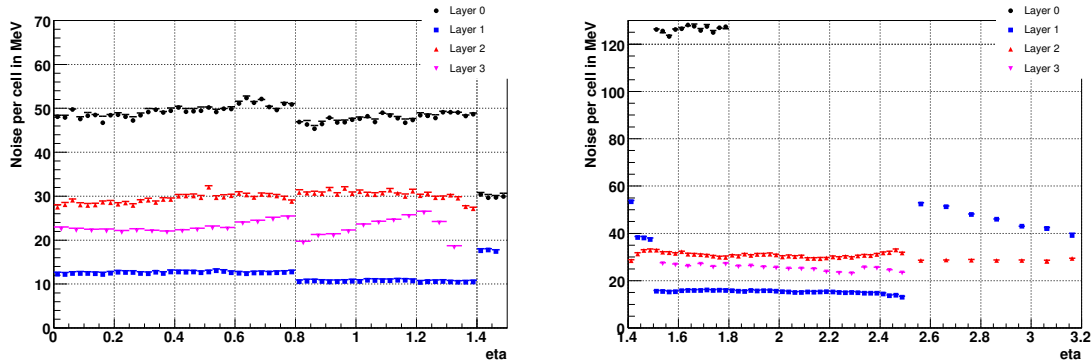 Noise per cell in MeV
70
60
50
40
30
20
10
0
0 0.2 0.4 0.6 0.8 1 1.2 1.4
eta
Layer 0
Layer 1
Layer 2
Layer 3
Noise per cell in MeV
120
100
80
60
40
20
0
1.4 1.6 1.8 2 2.2 2.4 2.6 2.8 3 3.2
eta
Layer 0
Layer 1
Layer 2
Layer 3